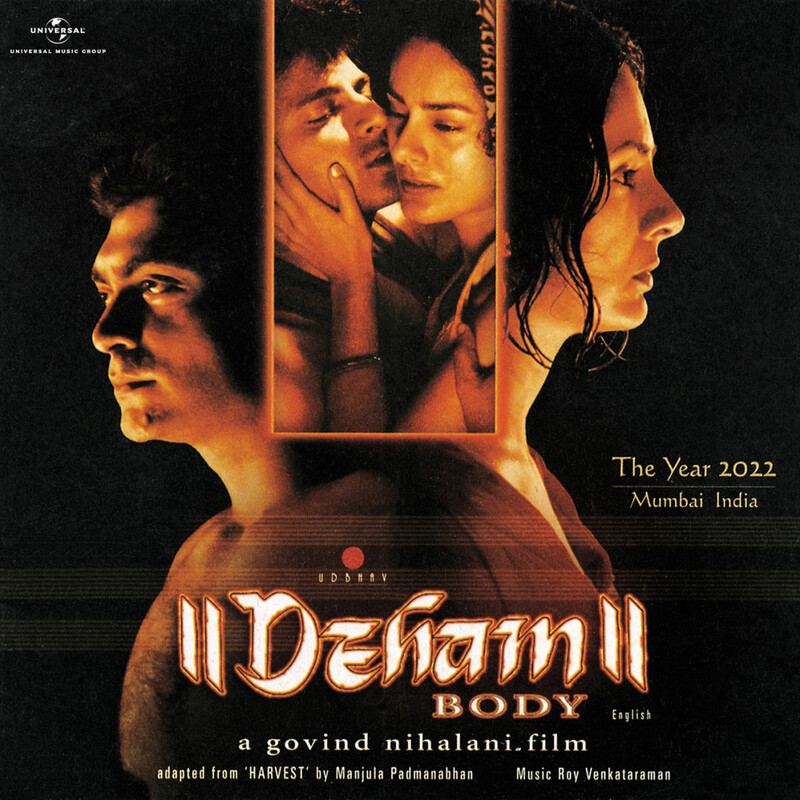 UNIVERSAL
UNIVERSAL MUSIC GROUP
The Year 2022
Mumbai India
UDBHAV
||Deham||
BODY
English
a govind nihalani film
adapted from 'HARVEST' by Manjula Padmanabhan
Music Roy Venkataraman